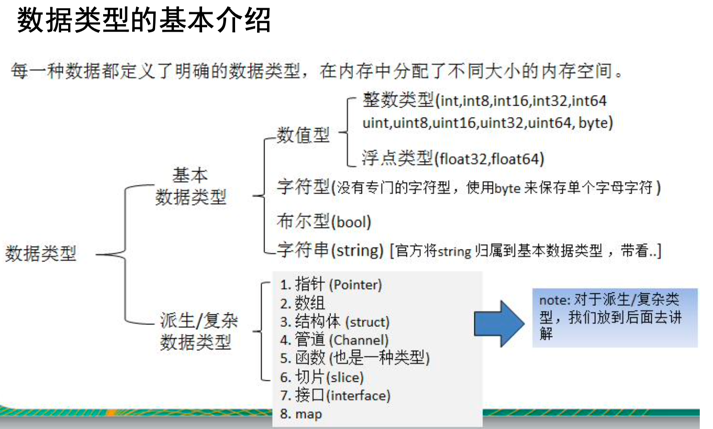 数据类型的基本介绍
每一种数据都定义了明确的数据类型，在内存中分配了不同大小的内存空间。
数据类型
基本
数据类型
数值型
整数类型(int,int8,int16,int32,int64
uint,uint8,uint16,uint32,uint64, byte)
浮点类型(float32,float64)
字符型(没有专门的字符型，使用byte 来保存单个字母字符 )
布尔型(bool)
字符串(string) [官方将string 归属到基本数据类型 ，带看..]
派生/复杂
数据类型
1. 指针 (Pointer)
2. 数组
3. 结构体 (struct)
4. 管道 (Channel)
5. 函数 (也是一种类型)
6. 切片(slice)
7. 接口(interface)
8. map
note: 对于派生/复杂类
型，我们放到后面去讲
解